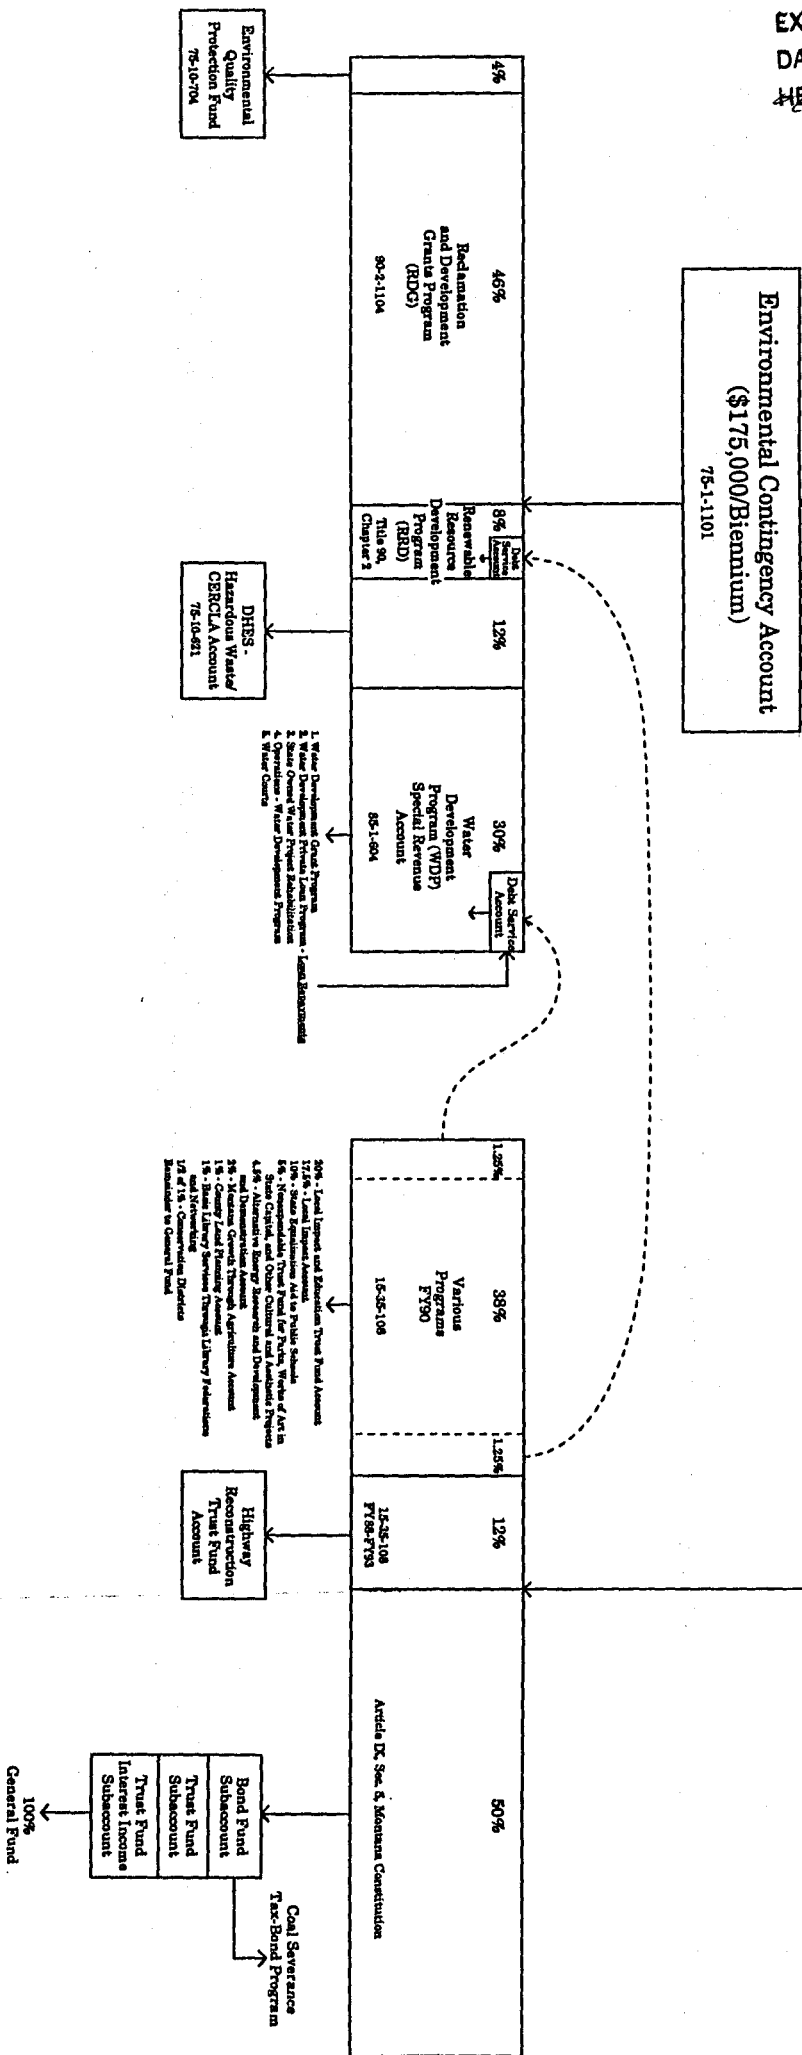 EX
DA
Environmental Contingency Account
($175,000/Biennium)
75-1-1101
4%
46%
Reclamation
and Development
Grants Program
(RDG)
90-2-1104
8%
Debt
Service
Account
Renewable
Resource
Development
Program
(RRD)
Title 90,
Chapter 2
12%
30%
Water
Development
Program (WDP)
Special Revenue
Account
85-1-604
Debt Service
Account
Environmental
Quality
Protection Fund
75-10-704
DHES -
Hazardous Waste/
CERCLA Account
75-10-621
1. Water Development Grant Program
2. Water Development Private Loan Program - Loan Repayments
3. State Owned Water Project Rehabilitation
4. Operations - Water Development Program
5. Water Courts
1.25%
38%
Various
Programs
FY90
15-35-108
1.25%
12%
15-35-108
FY88-FY93
50%
Article IX, Sec. 5, Montana Constitution
20% - Local Impact and Education Trust Fund Account
17.5% - Local Impact Account
10% - State Equalization Aid to Public Schools
5% - Nonexpendable Trust Fund for Parks, Works of Art in
State Capitol, and Other Cultural and Aesthetic Projects
4.5% - Alternative Energy Research and Development
and Demonstration Account
2% - Montana Growth Through Agriculture Account
1% - County Land Planning Account
1% - Basic Library Services Through Library Federations
and Networking
1/2 of 1% - Conservation Districts
Remainder to General Fund
Highway
Reconstruction
Trust Fund
Account
Bond Fund
Subaccount
Trust Fund
Subaccount
Trust Fund
Interest Income
Subaccount
Coal Severance
Tax-Bond Program
100%
General Fund